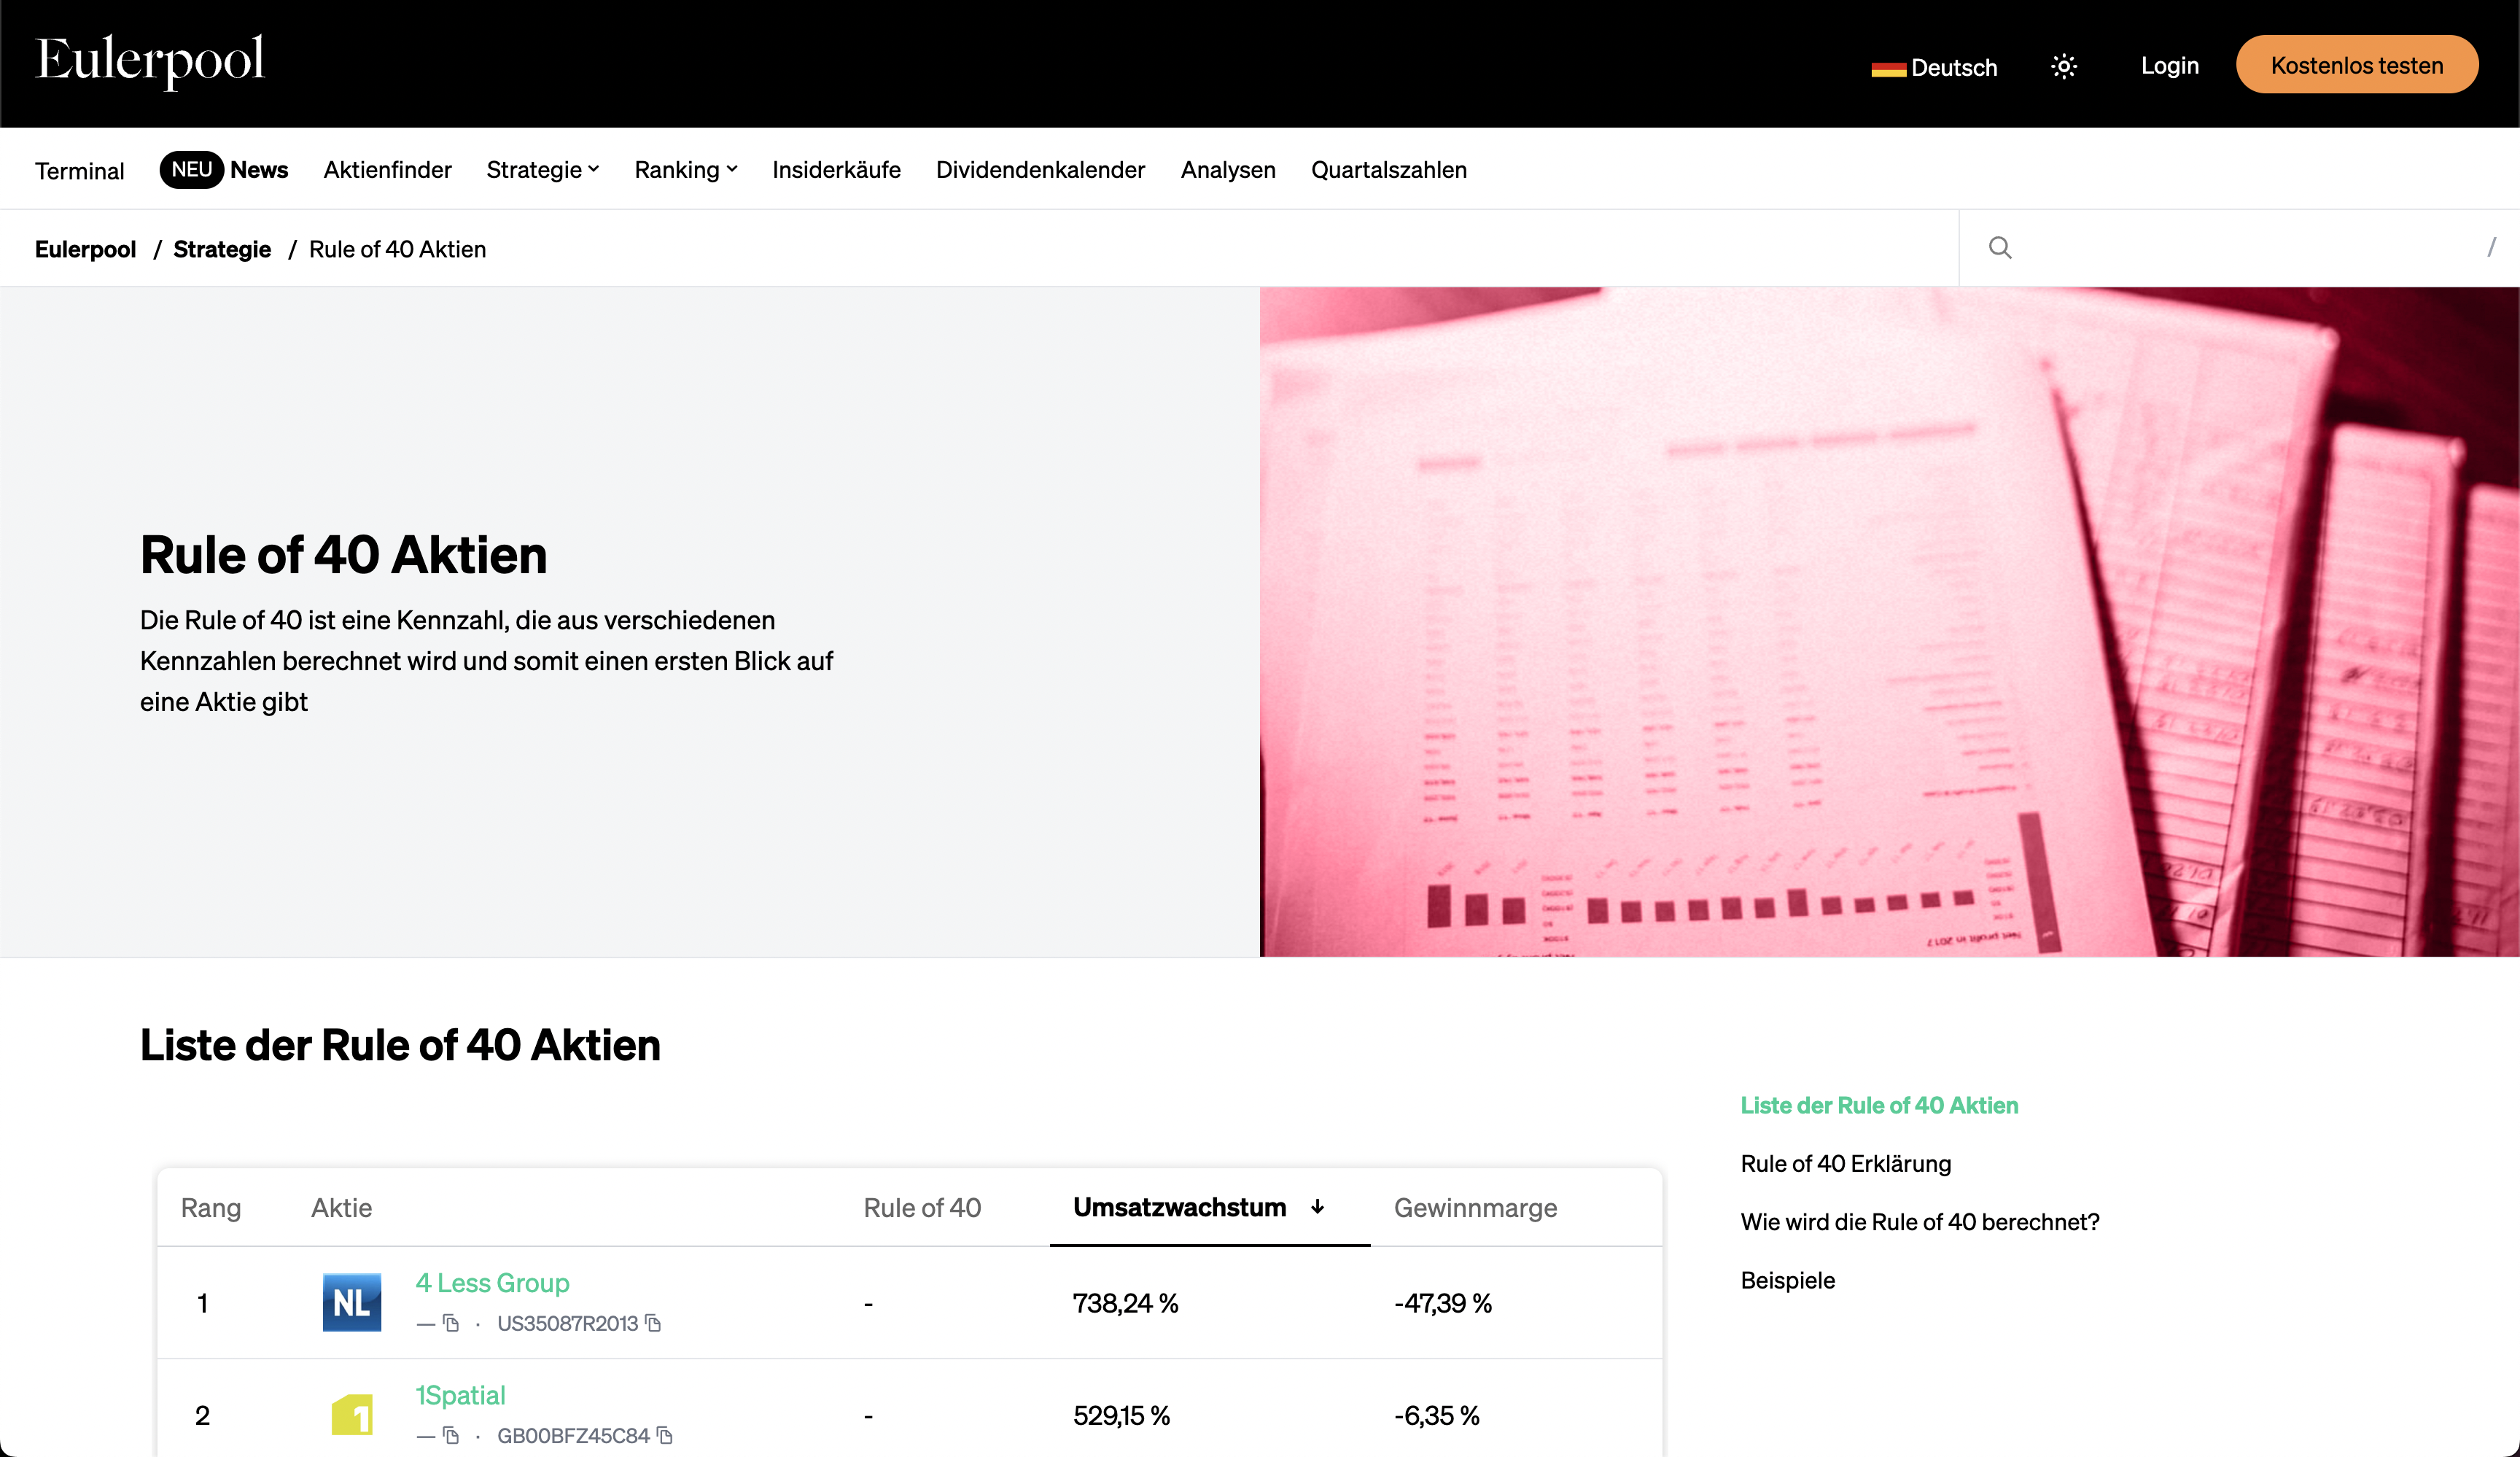 Eulerpool
Deutsch
Login
Kostenlos testen
Terminal
NEU News
Aktienfinder
Strategie
Ranking
Insiderkäufe
Dividendenkalender
Analysen
Quartalszahlen
Eulerpool / Strategie / Rule of 40 Aktien
/
Rule of 40 Aktien
Die Rule of 40 ist eine Kennzahl, die aus verschiedenen
Kennzahlen berechnet wird und somit einen ersten Blick auf
eine Aktie gibt
Net profit in 2017
Liste der Rule of 40 Aktien
Liste der Rule of 40 Aktien
Rule of 40 Erklärung
Wie wird die Rule of 40 berechnet?
Beispiele
Rang Aktie Rule of 40 Umsatzwachstum ↓ Gewinnmarge
1 NL 4 Less Group - 738,24 % -47,39 %
— · US35087R2013
2 1 1Spatial - 529,15 % -6,35 %
— · GB00BFZ45C84